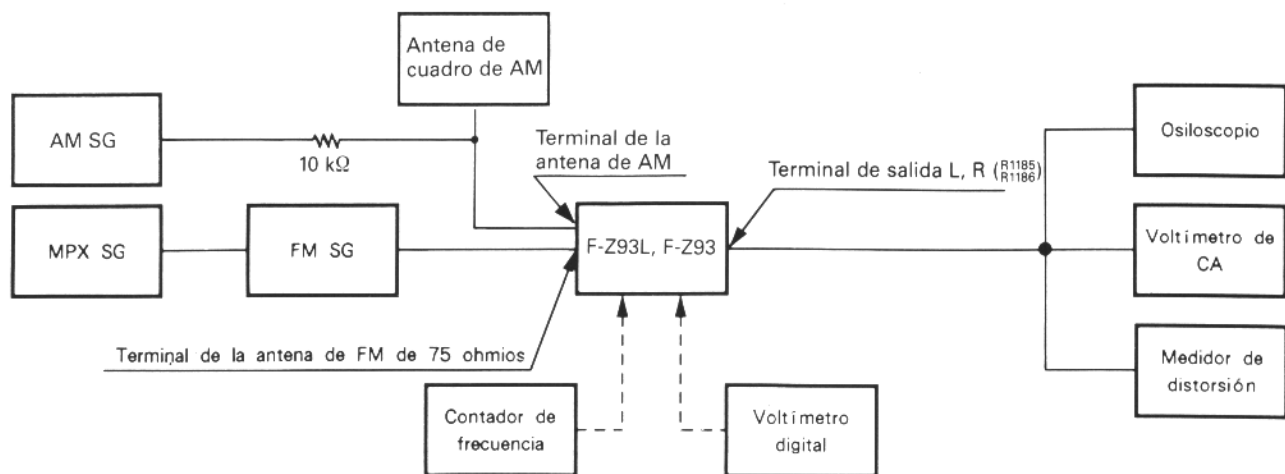 Antena de
cuadro de AM
AM SG
10 kΩ
Terminal de la
antena de AM
Terminal de salida L, R (R1185
R1186)
Osiloscopio
MPX SG
FM SG
F-Z93L, F-Z93
Voltímetro de
CA
Terminal de la antena de FM de 75 ohmios
Contador de
frecuencia
Voltímetro
digital
Medidor de
distorsión